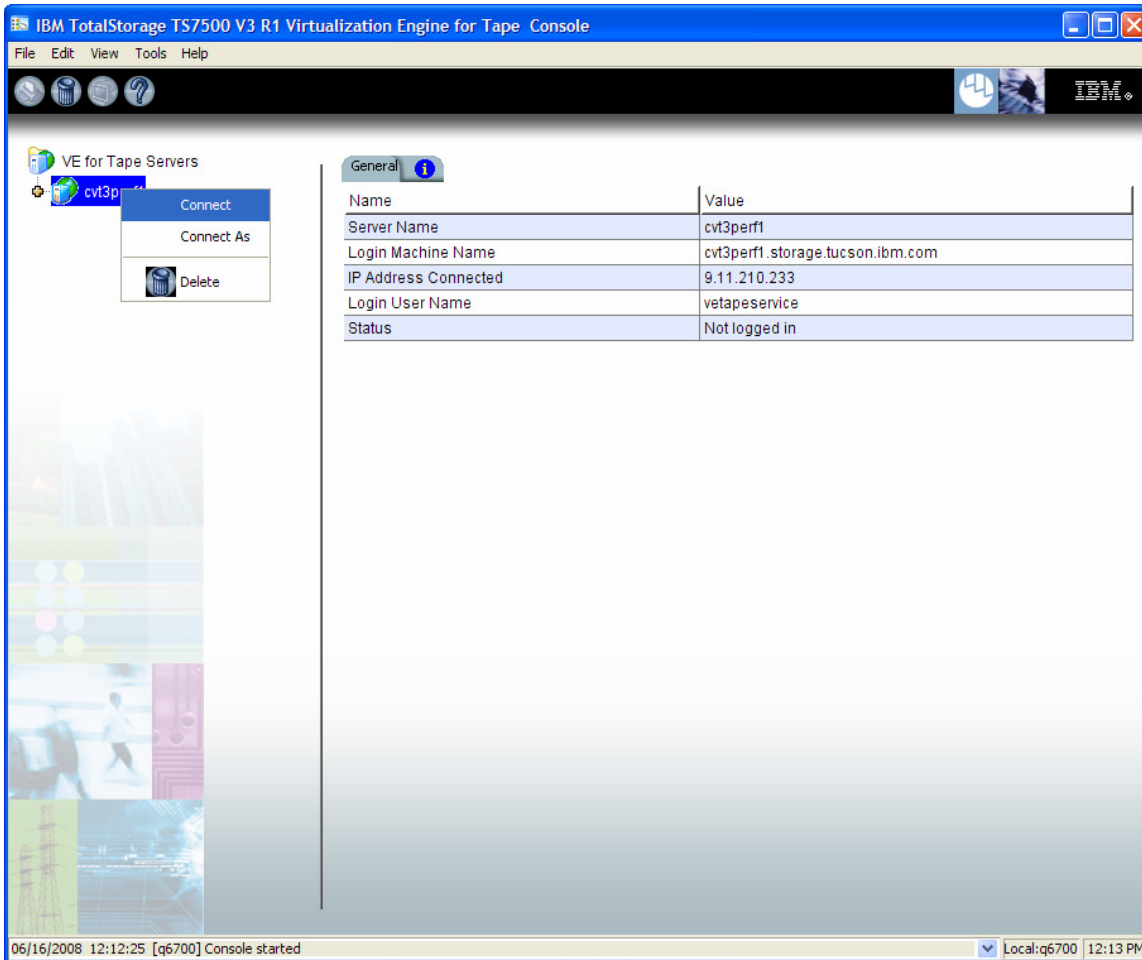 IBM TotalStorage TS7500 V3 R1 Virtualization Engine for Tape Console
File Edit View Tools Help
IBM
VE for Tape Servers
Connect
Connect As
Delete
General
Name Value
Server Name cvt3perf1
Login Machine Name cvt3perf1.storage.tucson.ibm.com
IP Address Connected 9.11.210.233
Login User Name vetapeservice
Status Not logged in
06/16/2008 12:12:25 [q6700] Console started
Local:q6700 12:13 PM